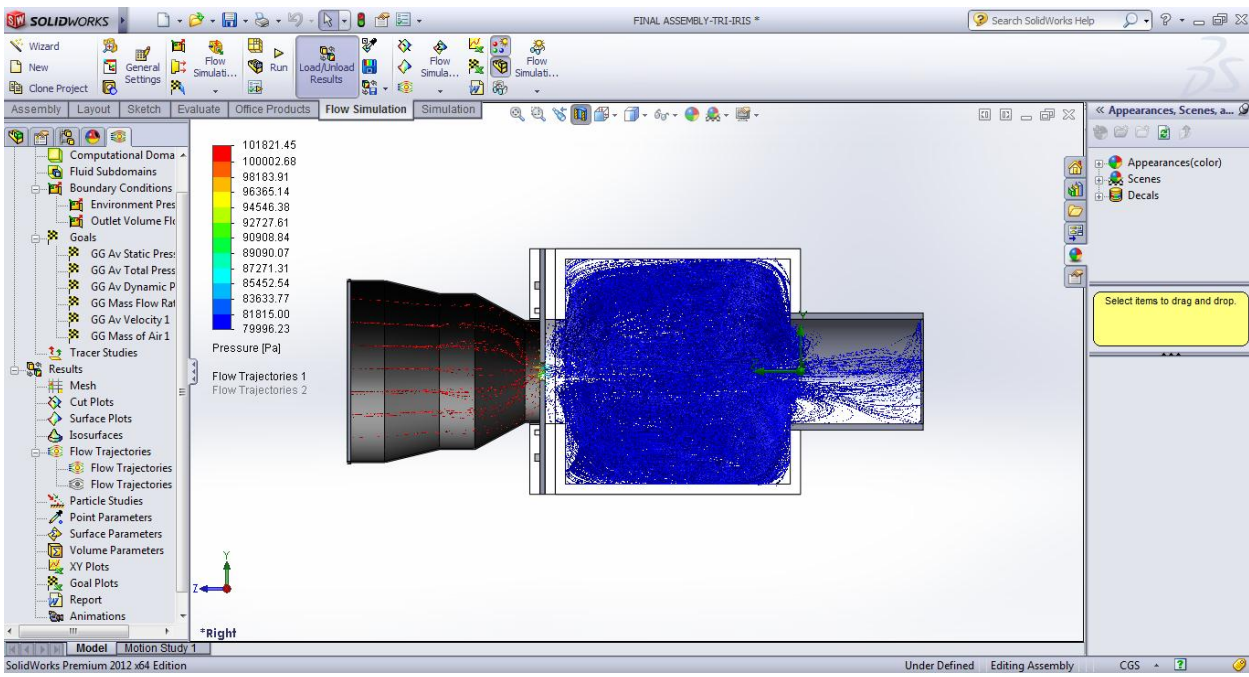 SOLIDWORKS
FINAL ASSEMBLY-TRI-IRIS *
Search SolidWorks Help
Wizard
New
Clone Project
General Settings
Flow Simulati...
Run
Load/Unload Results
Flow Simula...
Flow Simulati...
Assembly Layout Sketch Evaluate Office Products Flow Simulation Simulation
Computational Doma
Fluid Subdomains
Boundary Conditions
Environment Pres
Outlet Volume Flo
Goals
GG Av Static Press
GG Av Total Press
GG Av Dynamic P
GG Mass Flow Rat
GG Av Velocity 1
GG Mass of Air 1
Tracer Studies
Results
Mesh
Cut Plots
Surface Plots
Isosurfaces
Flow Trajectories
Flow Trajectories
Flow Trajectories
Particle Studies
Point Parameters
Surface Parameters
Volume Parameters
XY Plots
Goal Plots
Report
Animations
101821.45
100002.68
98183.91
96365.14
94546.38
92727.61
90908.84
89090.07
87271.31
85452.54
83633.77
81815.00
79996.23
Pressure [Pa]
Flow Trajectories 1
Flow Trajectories 2
Y
Y
Z
*Right
Appearances, Scenes, a...
Appearances(color)
Scenes
Decals
Select items to drag and drop.
Model Motion Study 1
SolidWorks Premium 2012 x64 Edition
Under Defined Editing Assembly CGS